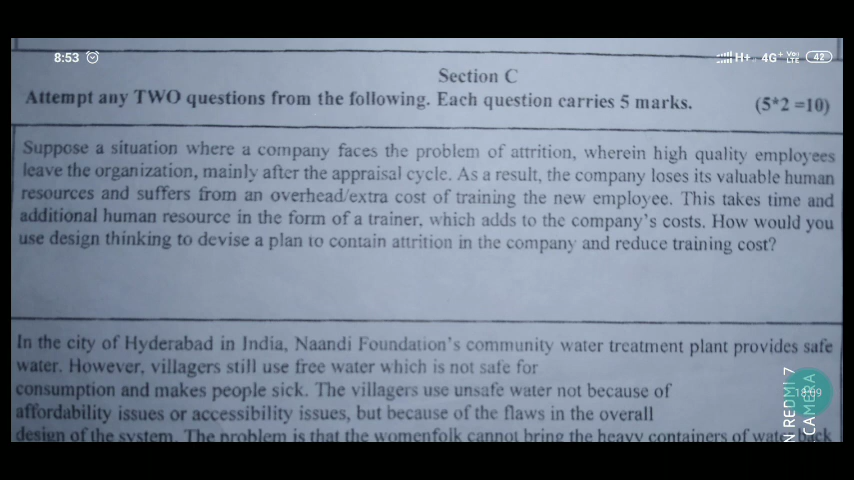 8:53
H+ 4G+ VoLTE 42
Section C
Attempt any TWO questions from the following. Each question carries 5 marks. (5*2 =10)
Suppose a situation where a company faces the problem of attrition, wherein high quality employees
leave the organization, mainly after the appraisal cycle. As a result, the company loses its valuable human
resources and suffers from an overhead/extra cost of training the new employee. This takes time and
additional human resource in the form of a trainer, which adds to the company's costs. How would you
use design thinking to devise a plan to contain attrition in the company and reduce training cost?
In the city of Hyderabad in India, Naandi Foundation's community water treatment plant provides safe
water. However, villagers still use free water which is not safe for
consumption and makes people sick. The villagers use unsafe water not because of
affordability issues or accessibility issues, but because of the flaws in the overall
design of the system. The problem is that the womenfolk cannot bring the heavy containers of water back
N REDMI 7
CAMERA